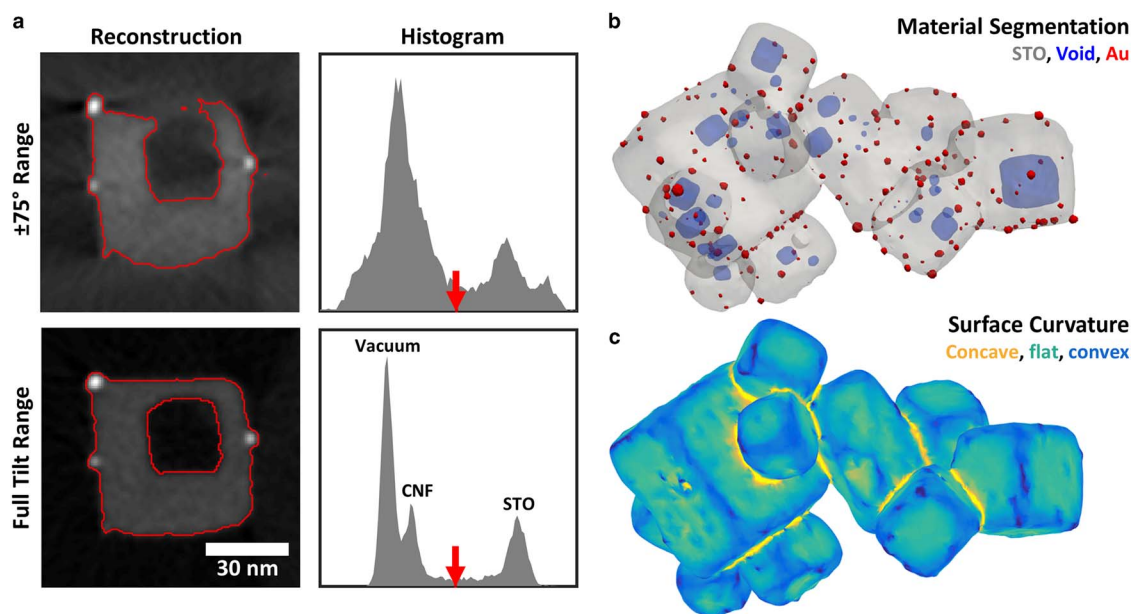 a
Reconstruction
Histogram
±75° Range
Full Tilt Range
30 nm
Vacuum
CNF
STO
b
Material Segmentation
STO, Void, Au
c
Surface Curvature
Concave, flat, convex